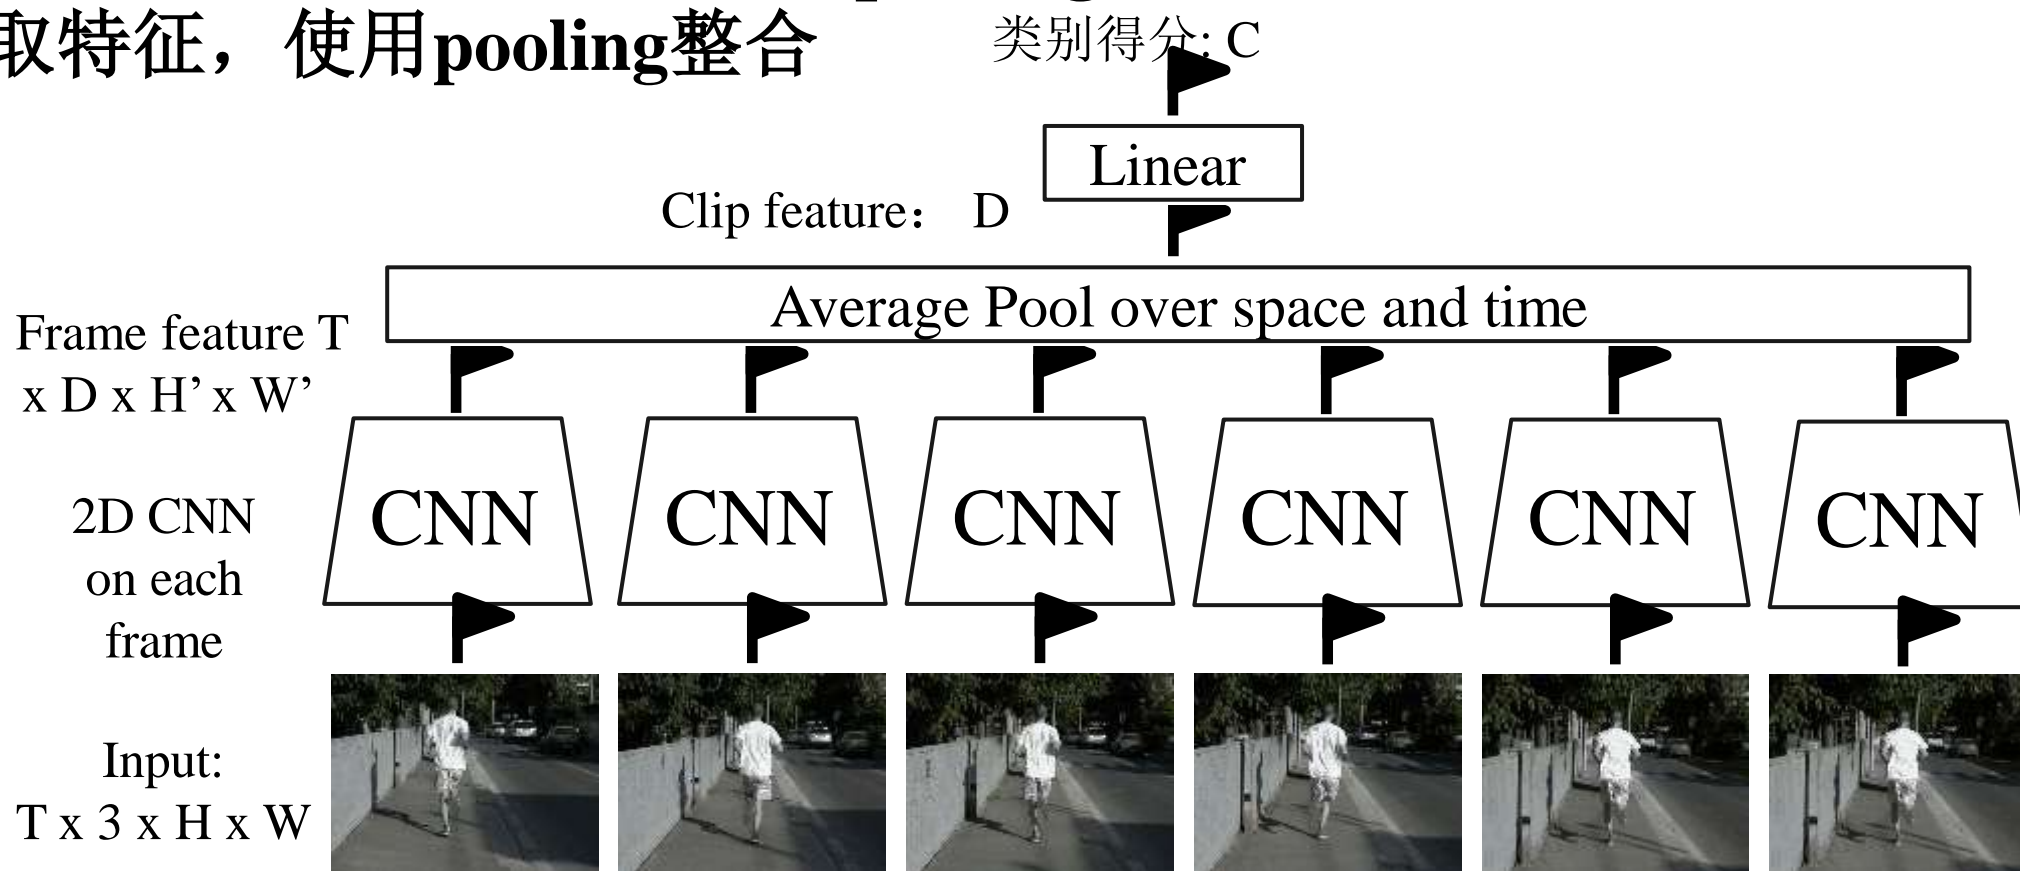 取特征，使用pooling整合
类别得分: C
Linear
Clip feature： D
Average Pool over space and time
Frame feature T
x D x H’ x W’
CNN CNN CNN CNN CNN CNN
2D CNN
on each
frame
Input:
T x 3 x H x W